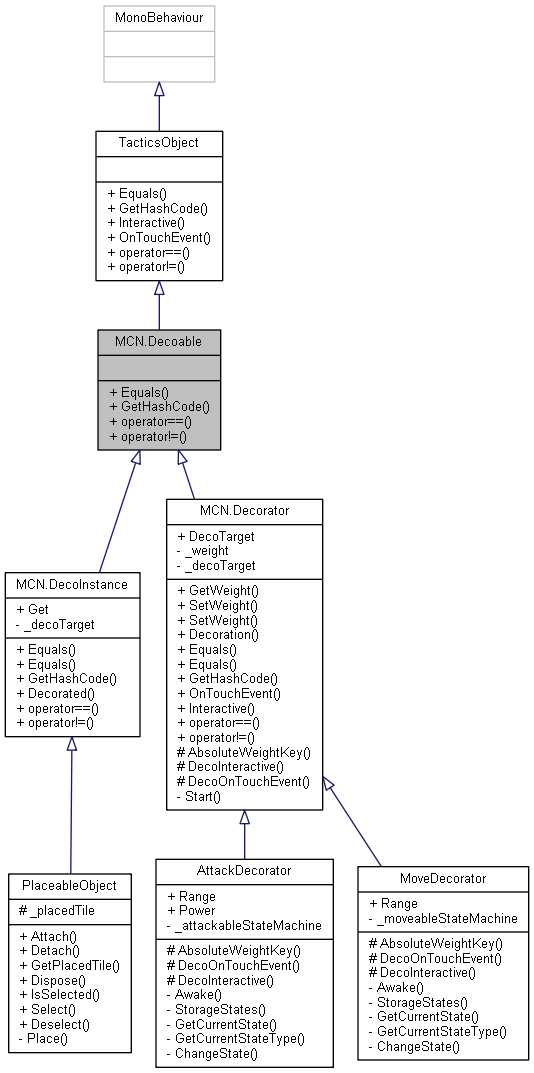 MonoBehaviour
TacticsObject
+ Equals()
+ GetHashCode()
+ Interactive()
+ OnTouchEvent()
+ operator==()
+ operator!=()
MCN.Decoable
+ Equals()
+ GetHashCode()
+ operator==()
+ operator!=()
MCN.DecoInstance
+ Get
- _decoTarget
+ Equals()
+ Equals()
+ GetHashCode()
+ Decorated()
+ operator==()
+ operator!=()
MCN.Decorator
+ DecoTarget
- _weight
- _decoTarget
+ GetWeight()
+ SetWeight()
+ SetWeight()
+ Decoration()
+ Equals()
+ Equals()
+ GetHashCode()
+ OnTouchEvent()
+ Interactive()
+ operator==()
+ operator!=()
# AbsoluteWeightKey()
# DecoInteractive()
# DecoOnTouchEvent()
- Start()
PlaceableObject
# _placedTile
+ Attach()
+ Detach()
+ GetPlacedTile()
+ Dispose()
+ IsSelected()
+ Select()
+ Deselect()
- Place()
AttackDecorator
+ Range
+ Power
- _attackableStateMachine
# AbsoluteWeightKey()
# DecoOnTouchEvent()
# DecoInteractive()
- Awake()
- StorageStates()
- GetCurrentState()
- GetCurrentStateType()
- ChangeState()
MoveDecorator
+ Range
- _moveableStateMachine
# AbsoluteWeightKey()
# DecoOnTouchEvent()
# DecoInteractive()
- Awake()
- StorageStates()
- GetCurrentState()
- GetCurrentStateType()
- ChangeState()